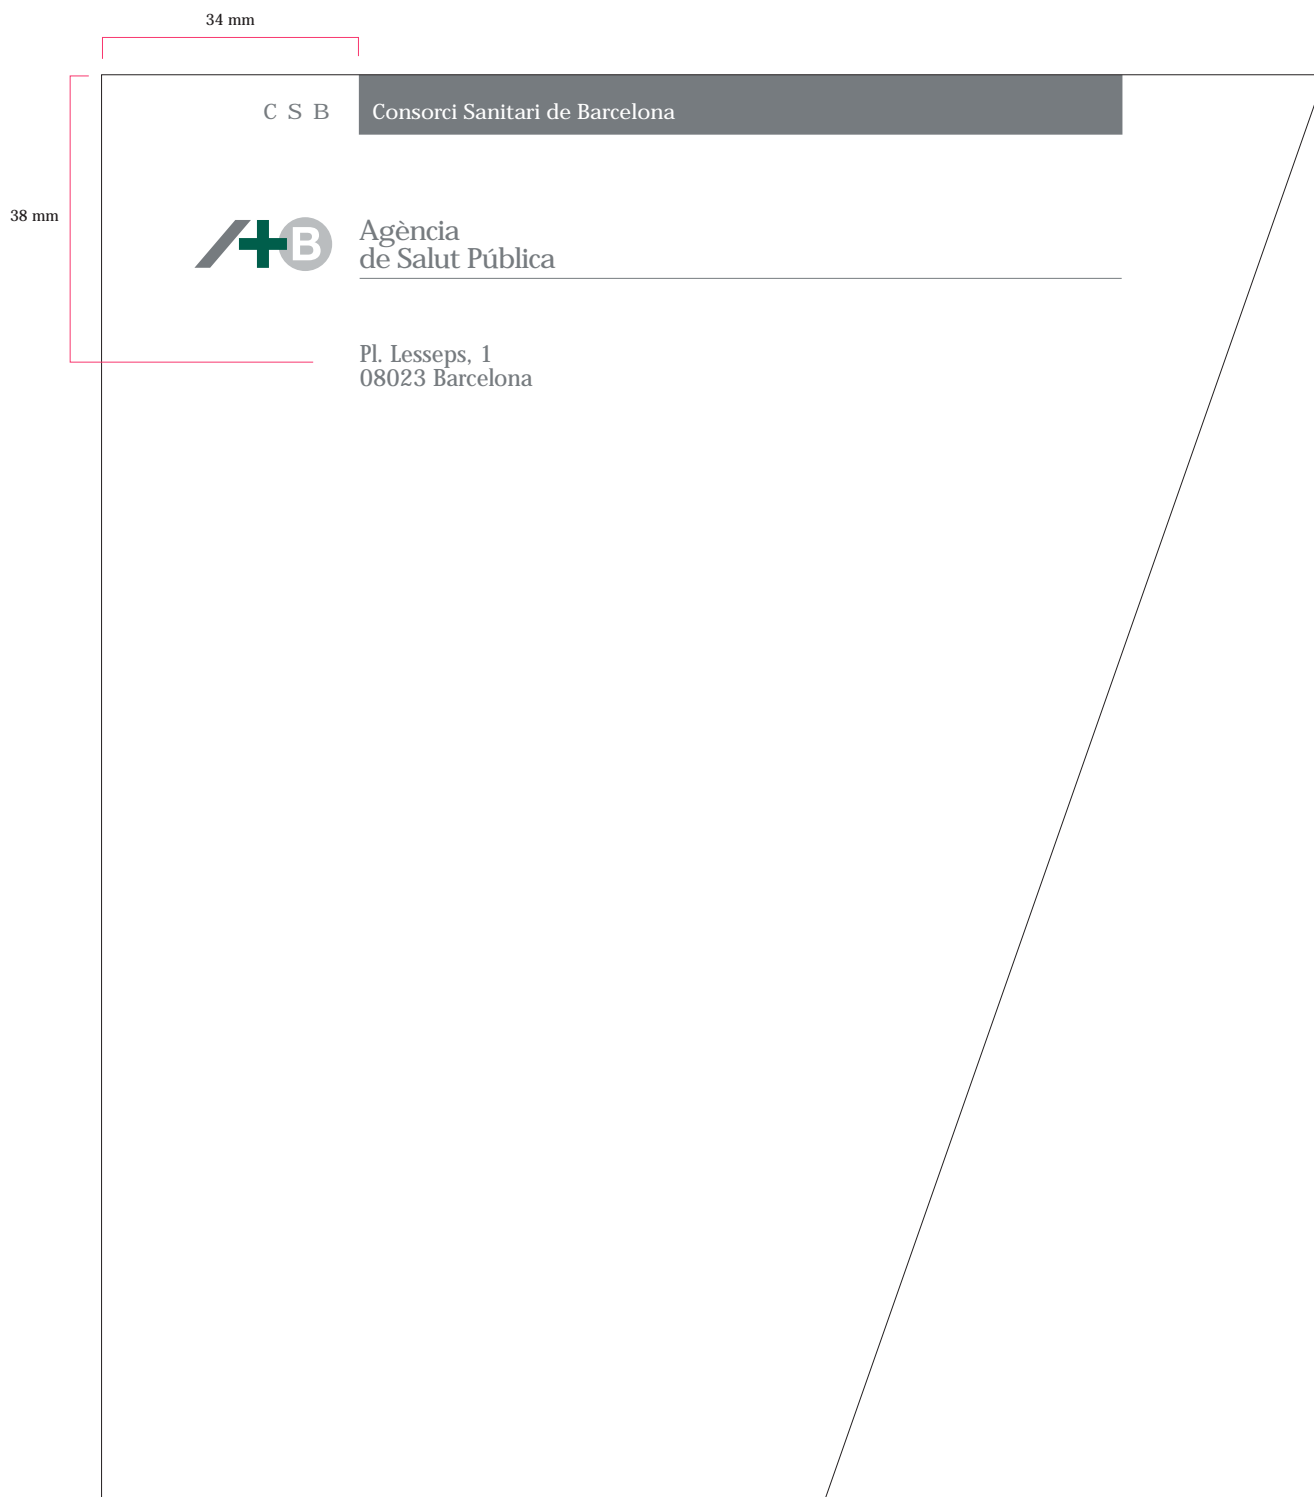 34 mm
C S B Consorci Sanitari de Barcelona
38 mm
A+B
Agència
de Salut Pública
Pl. Lesseps, 1
08023 Barcelona